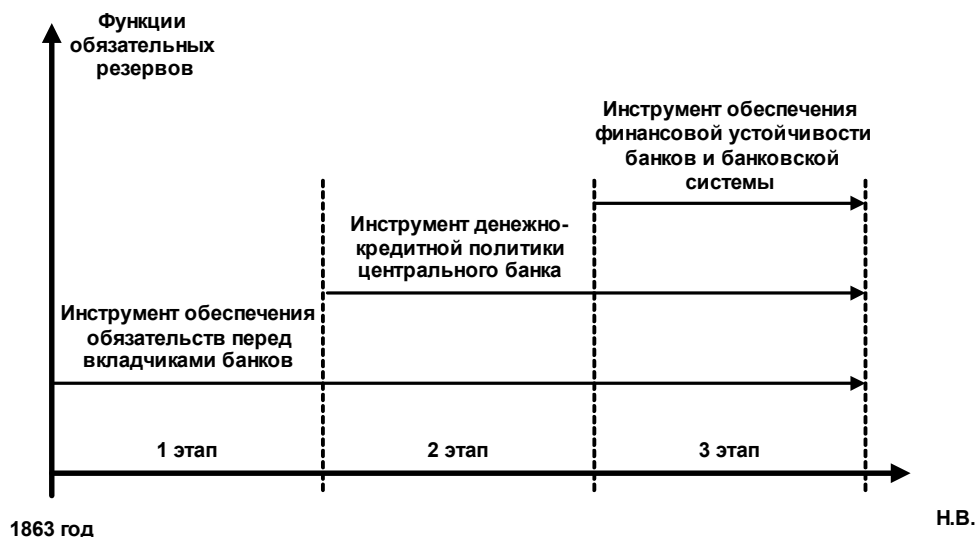 Функции
обязательных
резервов
Инструмент обеспечения
финансовой устойчивости
банков и банковской
системы
Инструмент денежно-
кредитной политики
центрального банка
Инструмент обеспечения
обязательств перед
вкладчиками банков
1 этап
2 этап
3 этап
1863 год
Н.В.